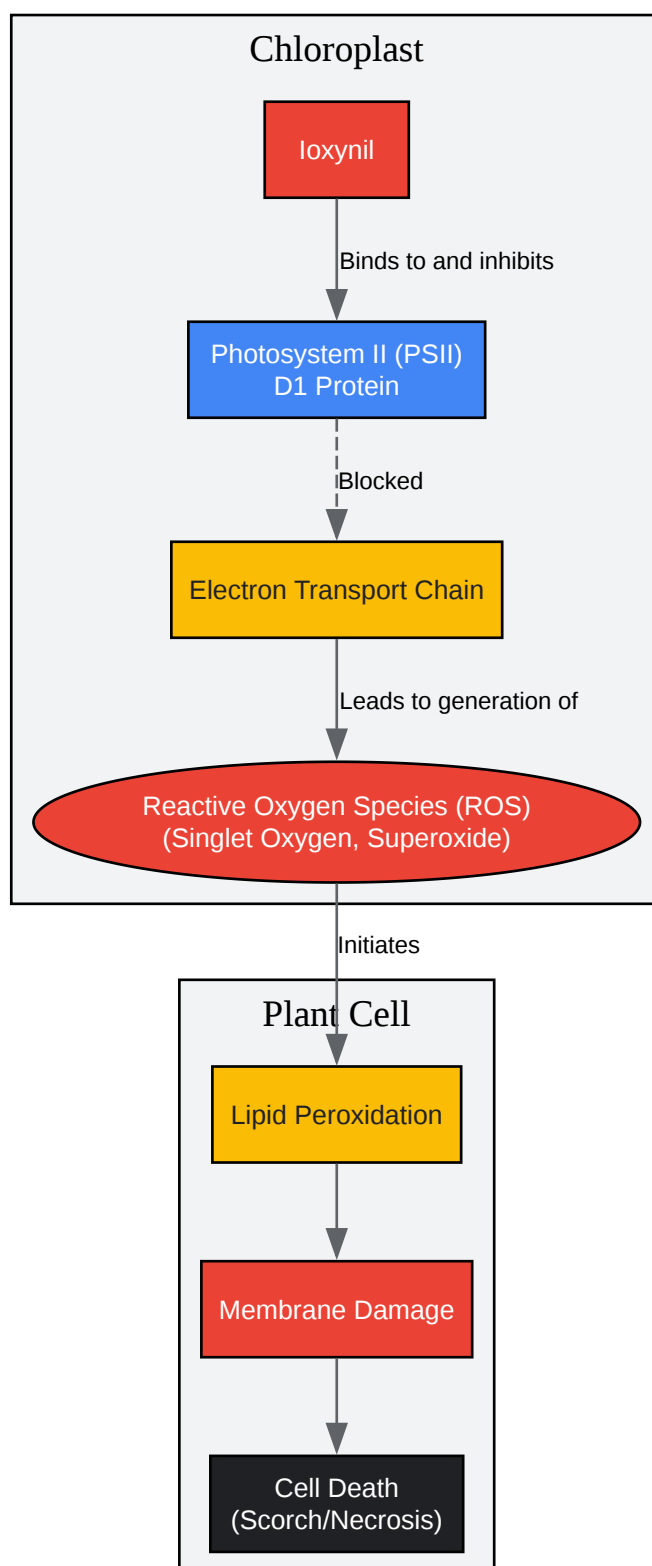 Chloroplast
Ioxynil
Binds to and inhibits
Photosystem II (PSII)
D1 Protein
Blocked
Electron Transport Chain
Leads to generation of
Reactive Oxygen Species (ROS)
(Singlet Oxygen, Superoxide)
Initiates
Plant Cell
Lipid Peroxidation
Membrane Damage
Cell Death
(Scorch/Necrosis)